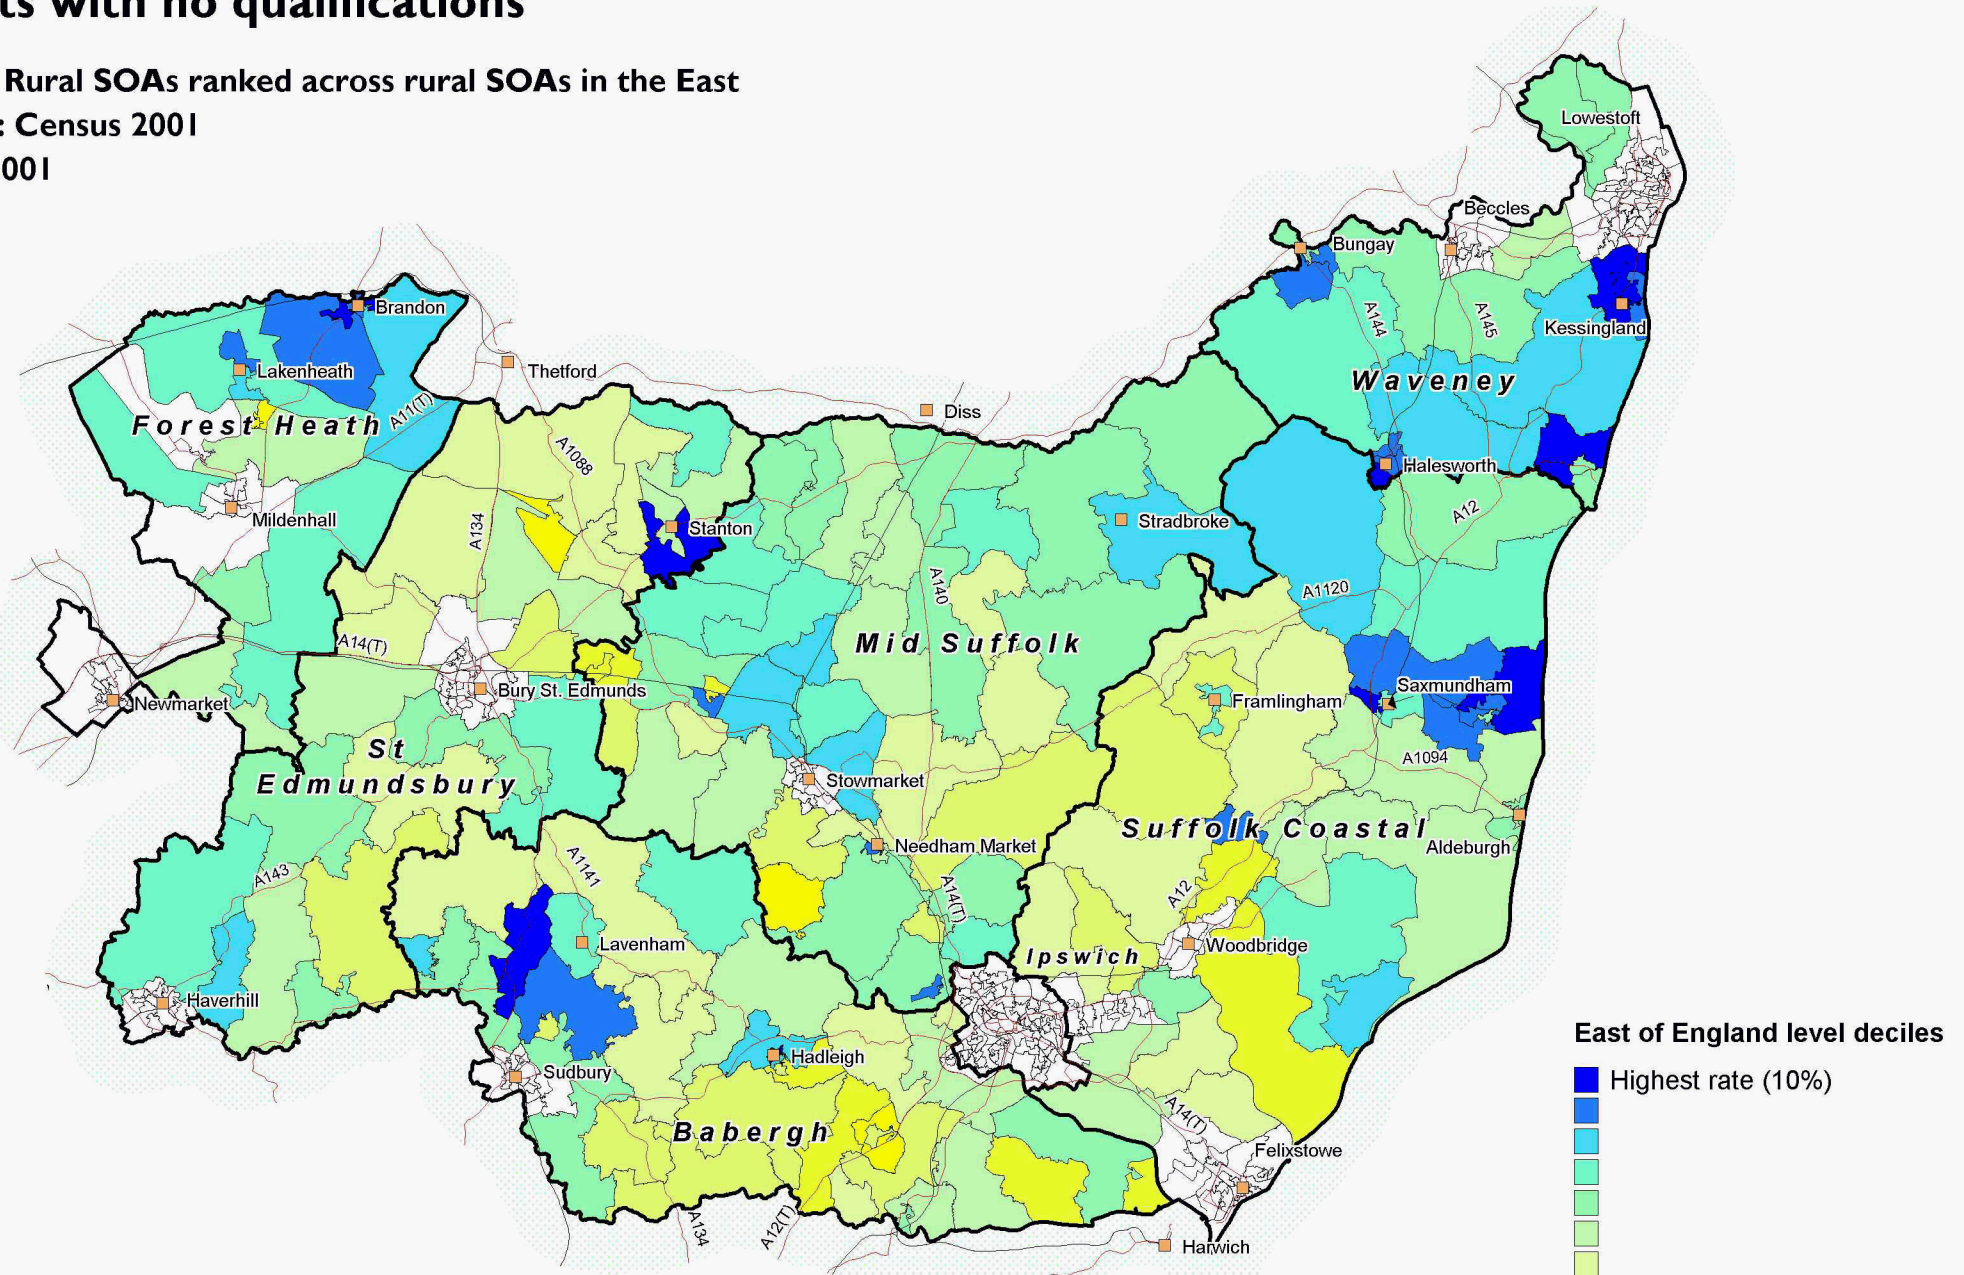 ts with no qualifications
Rural SOAs ranked across rural SOAs in the East
: Census 2001
001
Lowestoft
Beccles
Bungay
Brandon
A144
A145
Kessingland
Lakenheath
Thetford
Waveney
Diss
Forest Heath
A11(T)
A1088
Halesworth
Mildenhall
A134
Stanton
Stradbroke
A12
A140
A1120
A14(T)
Mid Suffolk
Newmarket
Bury St. Edmunds
Framlingham
Saxmundham
St
Edmundsbury
A1094
Stowmarket
Suffolk Coastal
Needham Market
Aldeburgh
A143
A1141
A14(T)
A12
Lavenham
Ipswich
Woodbridge
Haverhill
Hadleigh
Sudbury
East of England level deciles
Highest rate (10%)
Babergh
A14(T)
Felixstowe
A134
A12(T)
Harwich